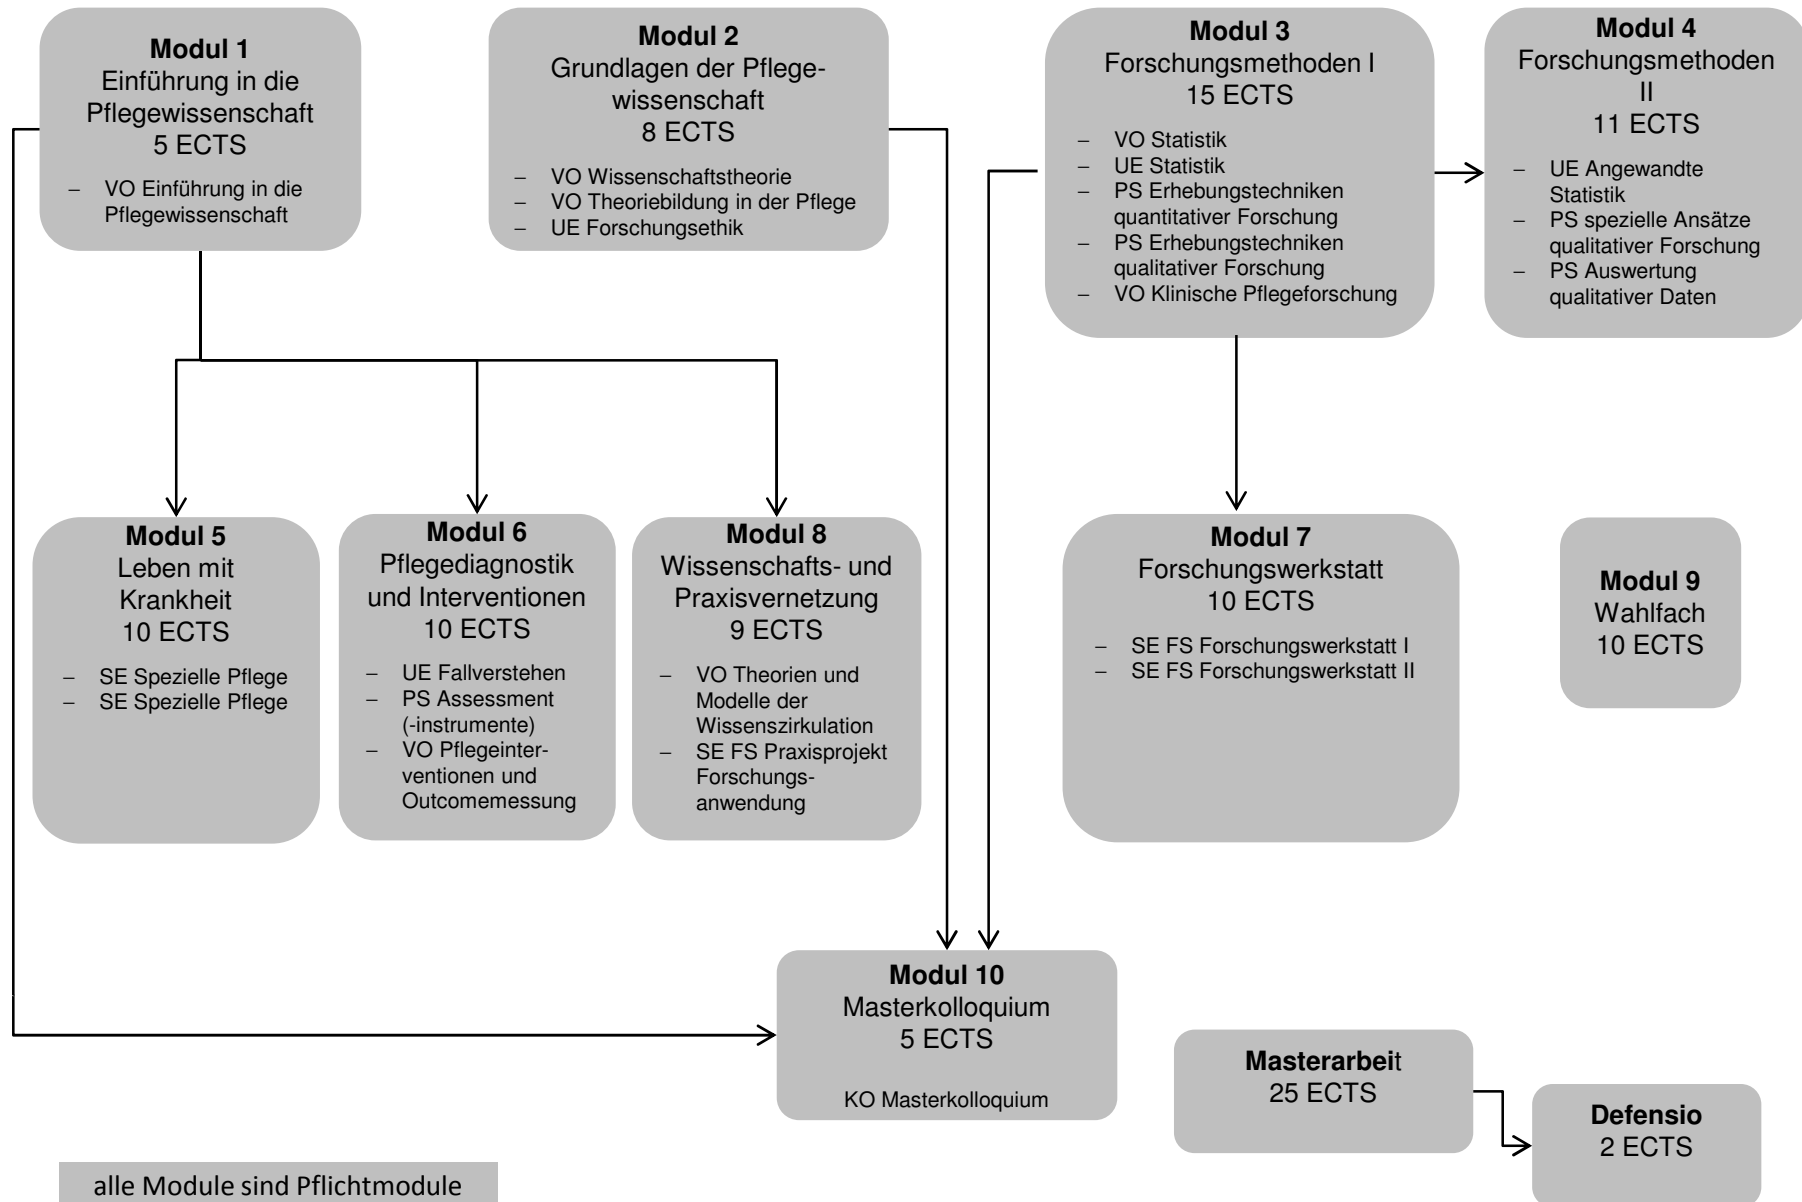 Modul 1
Einführung in die
Pflegewissenschaft
5 ECTS
– VO Einführung in die
Pflegewissenschaft
Modul 2
Grundlagen der Pflege-
wissenschaft
8 ECTS
– VO Wissenschaftstheorie
– VO Theoriebildung in der Pflege
– UE Forschungsethik
Modul 3
Forschungsmethoden I
15 ECTS
– VO Statistik
– UE Statistik
– PS Erhebungstechniken
quantitativer Forschung
– PS Erhebungstechniken
qualitativer Forschung
– VO Klinische Pflegeforschung
Modul 4
Forschungsmethoden
II
11 ECTS
– UE Angewandte
Statistik
– PS spezielle Ansätze
qualitativer Forschung
– PS Auswertung
qualitativer Daten
Modul 5
Leben mit
Krankheit
10 ECTS
– SE Spezielle Pflege
– SE Spezielle Pflege
Modul 6
Pflegediagnostik
und Interventionen
10 ECTS
– UE Fallverstehen
– PS Assessment
(-instrumente)
– VO Pflegeinter-
ventionen und
Outcomemessung
Modul 8
Wissenschafts- und
Praxisvernetzung
9 ECTS
– VO Theorien und
Modelle der
Wissenszirkulation
– SE FS Praxisprojekt
Forschungs-
anwendung
Modul 7
Forschungswerkstatt
10 ECTS
– SE FS Forschungswerkstatt I
– SE FS Forschungswerkstatt II
Modul 9
Wahlfach
10 ECTS
Modul 10
Masterkolloquium
5 ECTS
KO Masterkolloquium
Masterarbeit
25 ECTS
Defensio
2 ECTS
alle Module sind Pflichtmodule